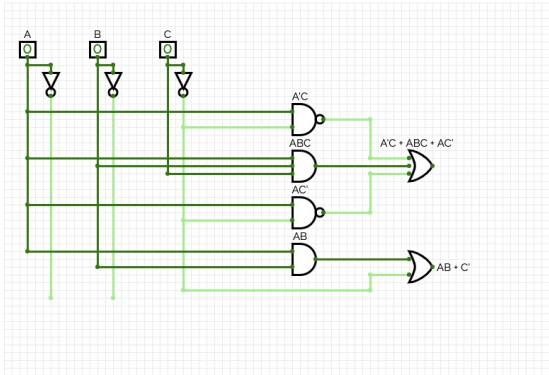 A B C
0 0 0
A'C
ABC
A'C + ABC + AC'
AC'
AB
AB + C'